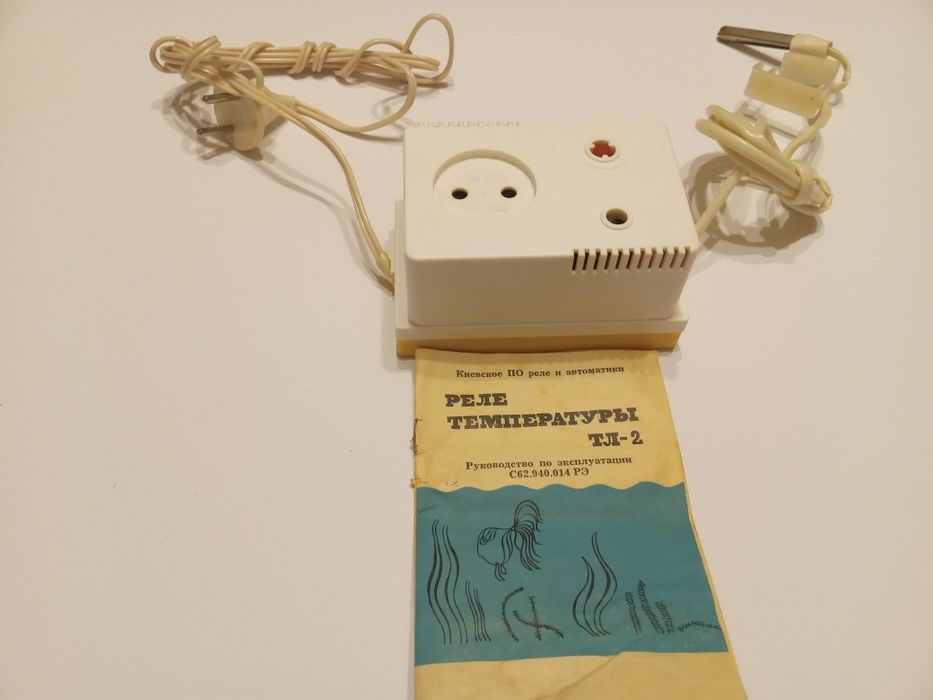 Киевское ПО реле и автоматики
РЕЛЕ
ТЕМПЕРАТУРЫ
ТЛ-2
Руководство по эксплуатации
С62.940.014 РЭ